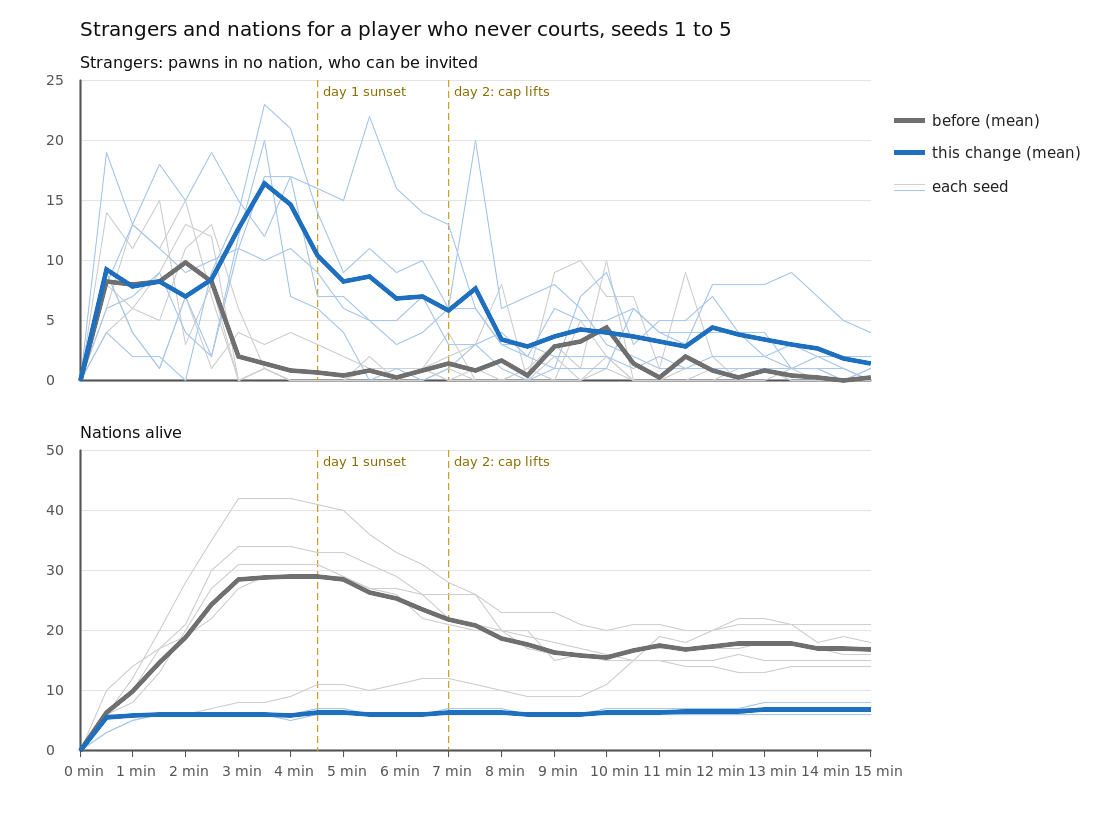 Strangers and nations for a player who never courts, seeds 1 to 5
Strangers: pawns in no nation, who can be invited
25
20
15
10
5
0
day 1 sunset
day 2: cap lifts
before (mean)
this change (mean)
each seed
Nations alive
50
40
30
20
10
0
day 1 sunset
day 2: cap lifts
0 min 1 min 2 min 3 min 4 min 5 min 6 min 7 min 8 min 9 min 10 min 11 min 12 min 13 min 14 min 15 min